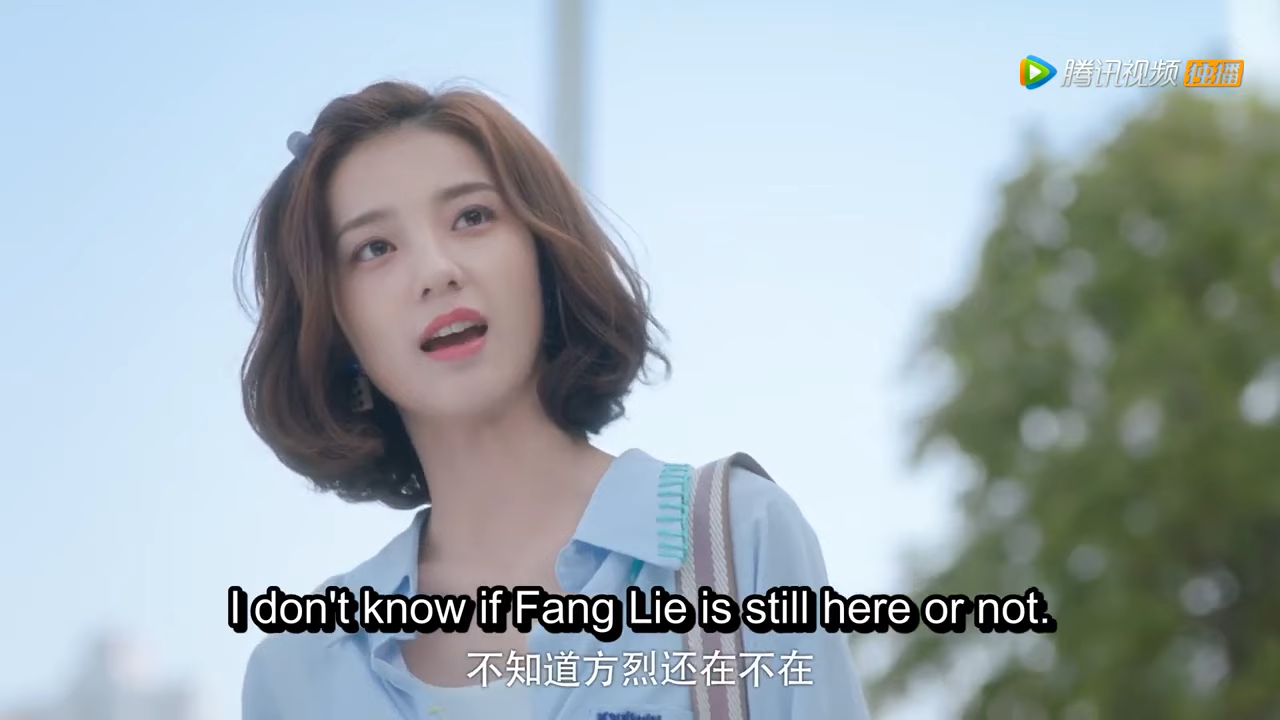 腾讯视频 独播
I don't know if Fang Lie is still here or not.
不知道方烈还在不在